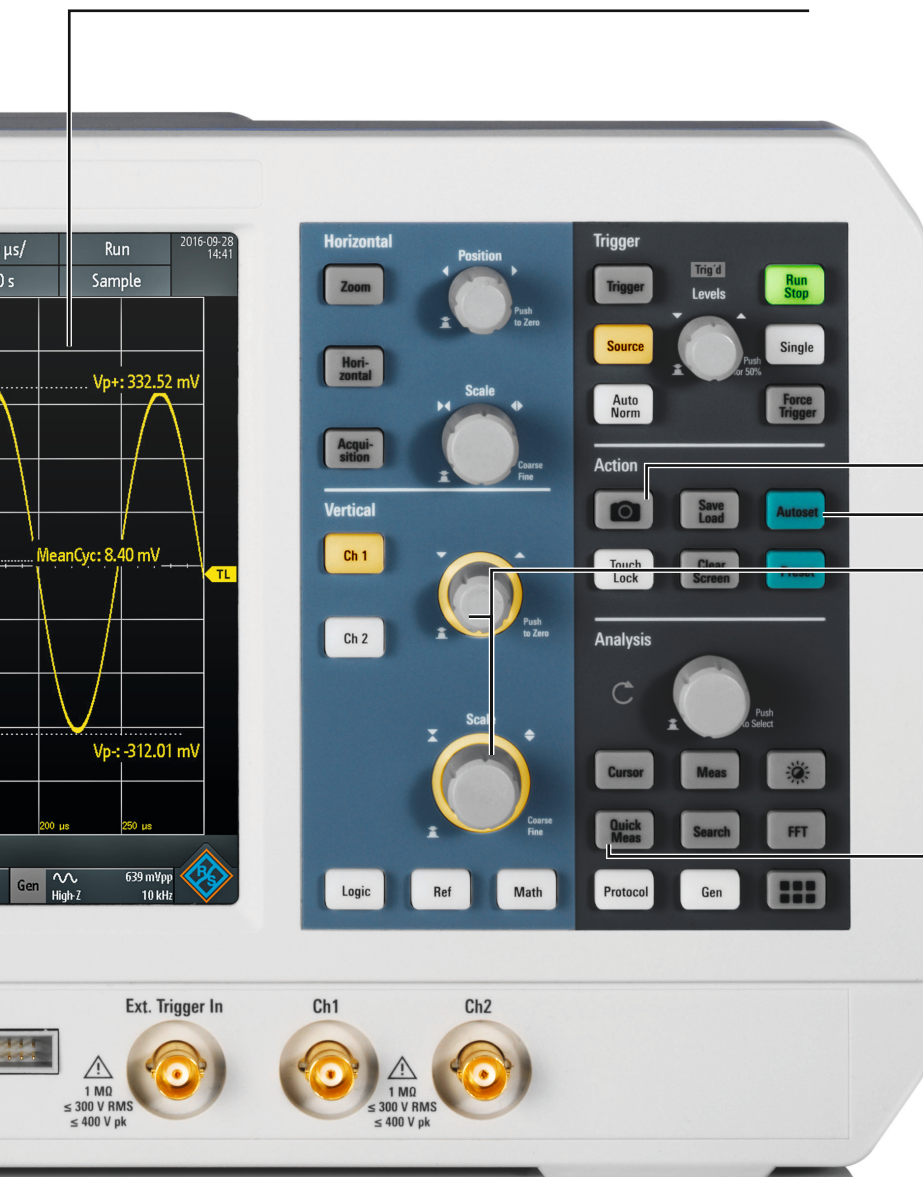 µs/
Run
2016-09-28
14:41
0 s
Sample
Vp+: 332.52 mV
MeanCyc: 8.40 mV
TL
Vp-: -312.01 mV
200 µs
250 µs
Gen
High-Z
639 mVpp
10 kHz
R
S
Horizontal
Position
Zoom
Push
to Zero
Hori-
zontal
Scale
Acqui-
sition
Coarse
Fine
Vertical
Ch 1
Push
to Zero
Ch 2
Scale
Coarse
Fine
Logic
Ref
Math
Trigger
Trigger
Trig'd
Levels
Run
Stop
Source
Single
Push
for 50%
Auto
Norm
Force
Trigger
Action
Save
Load
Autoset
Touch
Lock
Clear
Screen
Preset
Analysis
Push
to Select
Cursor
Meas
Quick
Meas
Search
FFT
Protocol
Gen
Ext. Trigger In
Ch1
Ch2
1 MΩ
≤ 300 V RMS
≤ 400 V pk
1 MΩ
≤ 300 V RMS
≤ 400 V pk